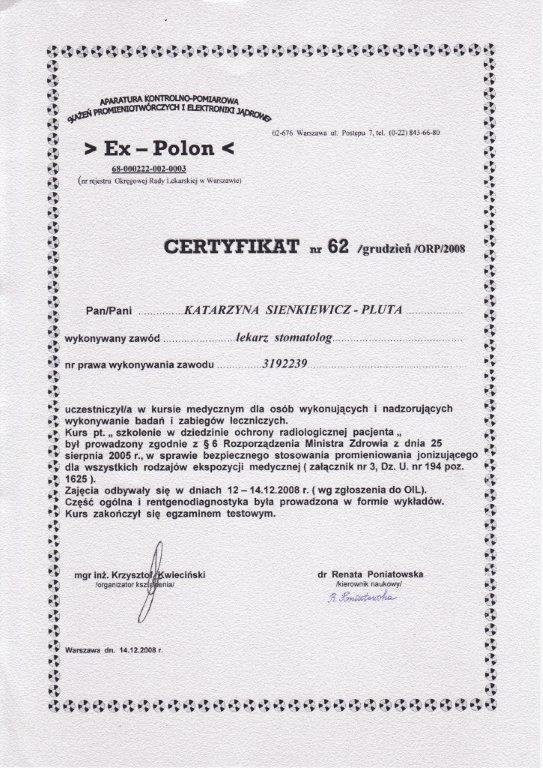 APARATURA KONTROLNO-POMIAROWA
SKAŻEŃ PROMIENIOTWÓRCZYCH I ELEKTRONIKI JĄDROWEJ
02-676 Warszawa ul. Postępu 7, tel. (0-22) 843-66-80
> Ex – Polon <
68-000222-002-0003
(nr rejestru Okręgowej Rady Lekarskiej w Warszawie)
CERTYFIKAT nr 62 /grudzień /ORP/2008
Pan/Pani ..............KATARZYNA SIENKIEWICZ - PLUTA ..................
wykonywany zawód ......................lekarz stomatolog.......................................
nr prawa wykonywania zawodu ..............3192239.........................................
uczestniczył/a w kursie medycznym dla osób wykonujących i nadzorujących
wykonywanie badań i zabiegów leczniczych.
Kurs pt. „ szkolenie w dziedzinie ochrony radiologicznej pacjenta „
był prowadzony zgodnie z § 6 Rozporządzenia Ministra Zdrowia z dnia 25
sierpnia 2005 r., w sprawie bezpiecznego stosowania promieniowania jonizującego
dla wszystkich rodzajów ekspozycji medycznej ( załącznik nr 3, Dz. U. nr 194 poz.
1625 ).
Zajęcia odbywały się w dniach 12 – 14.12.2008 r. ( wg zgłoszenia do OIL).
Część ogólna i rentgenodiagnostyka była prowadzona w formie wykładów.
Kurs zakończył się egzaminem testowym.
mgr inż. Krzysztof Kwieciński
/organizator kształcenia/
dr Renata Poniatowska
/kierownik naukowy/
R. Poniatowska
Warszawa dn. 14.12.2008 r.